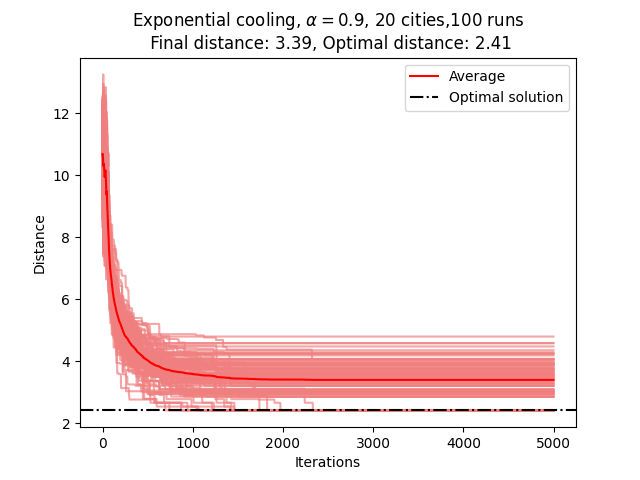 Exponential cooling, α = 0.9, 20 cities,100 runs
Final distance: 3.39, Optimal distance: 2.41
Average
Optimal solution
Distance
12
10
8
6
4
2
0 1000 2000 3000 4000 5000
Iterations